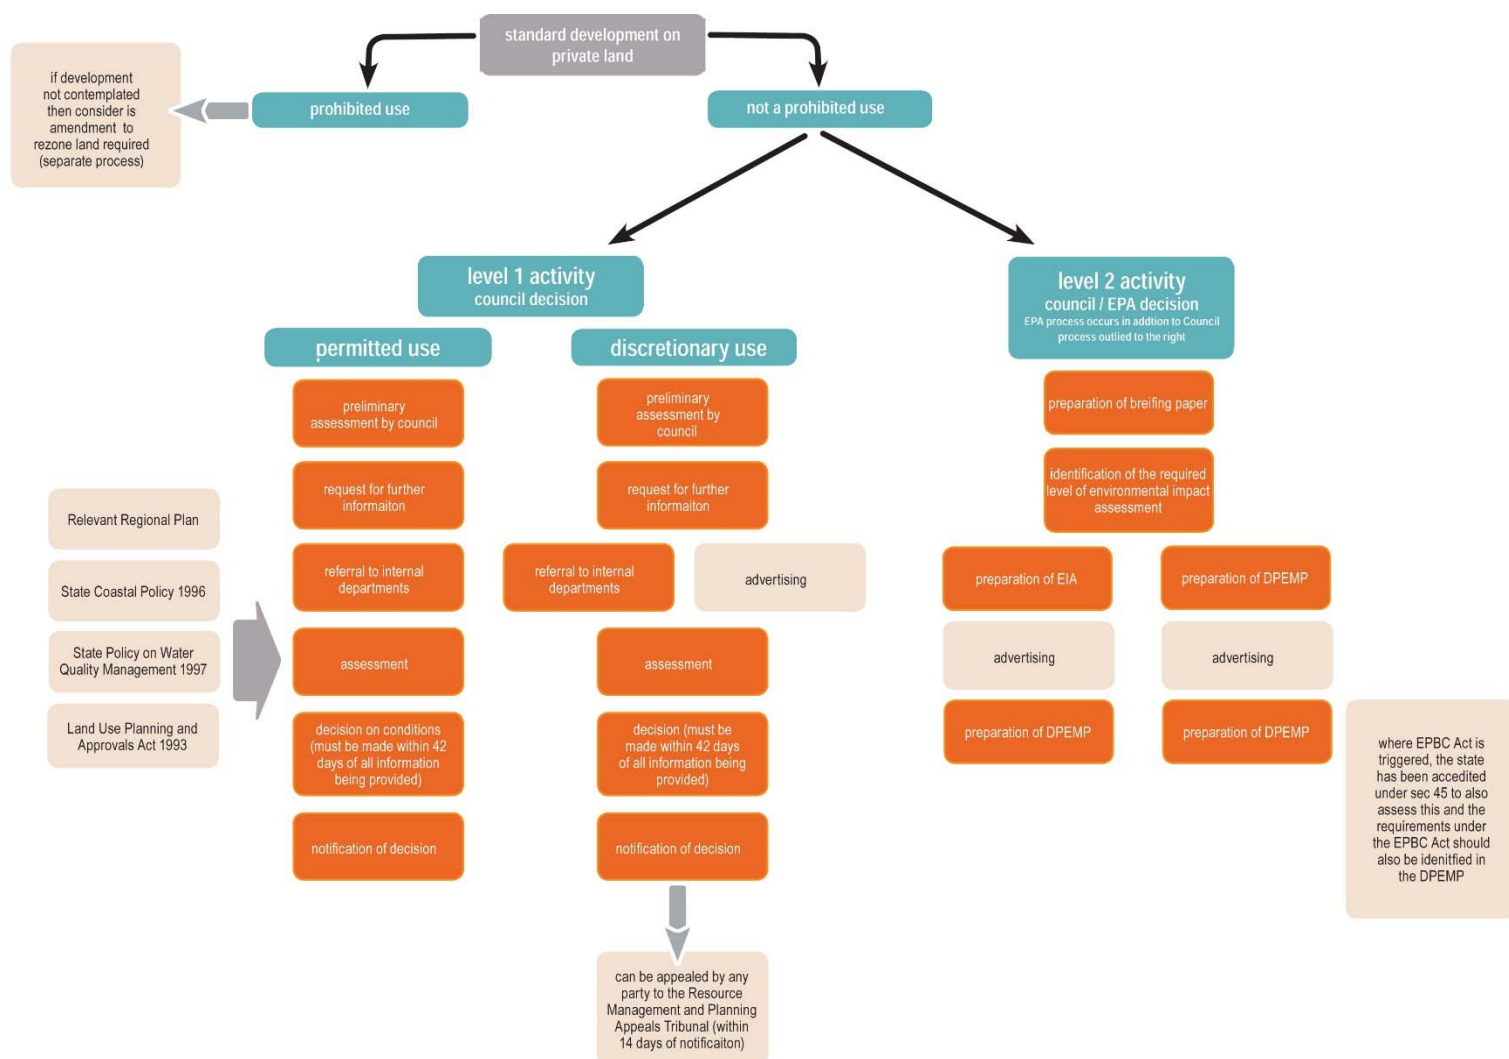 standard development on
private land
if development
not contemplated
then consider is
amendment to
rezone land required
(separate process)
prohibited use
not a prohibited use
level 1 activity
council decision
level 2 activity
council / EPA decision
EPA process occurs in addtion to Council
process outlied to the right
permitted use
discretionary use
preliminary
assessment by council
request for further
informaiton
referral to internal
departments
assessment
decision on conditions
(must be made within 42
days of all information
being provided)
notification of decision
preliminary
assessment by
council
request for further
informaiton
referral to internal
departments
advertising
assessment
decision (must be
made within 42 days
of all information being
provided)
notification of decision
can be appealed by any
party to the Resource
Management and Planning
Appeals Tribunal (within
14 days of notificaiton)
preparation of breifing paper
identification of the required
level of environmental impact
assessment
preparation of EIA
advertising
preparation of DPEMP
preparation of DPEMP
advertising
preparation of DPEMP
Relevant Regional Plan
State Coastal Policy 1996
State Policy on Water
Quality Management 1997
Land Use Planning and
Approvals Act 1993
where EPBC Act is
triggered, the state
has been accedited
under sec 45 to also
assess this and the
requirements under
the EPBC Act should
also be idenitfied in
the DPEMP